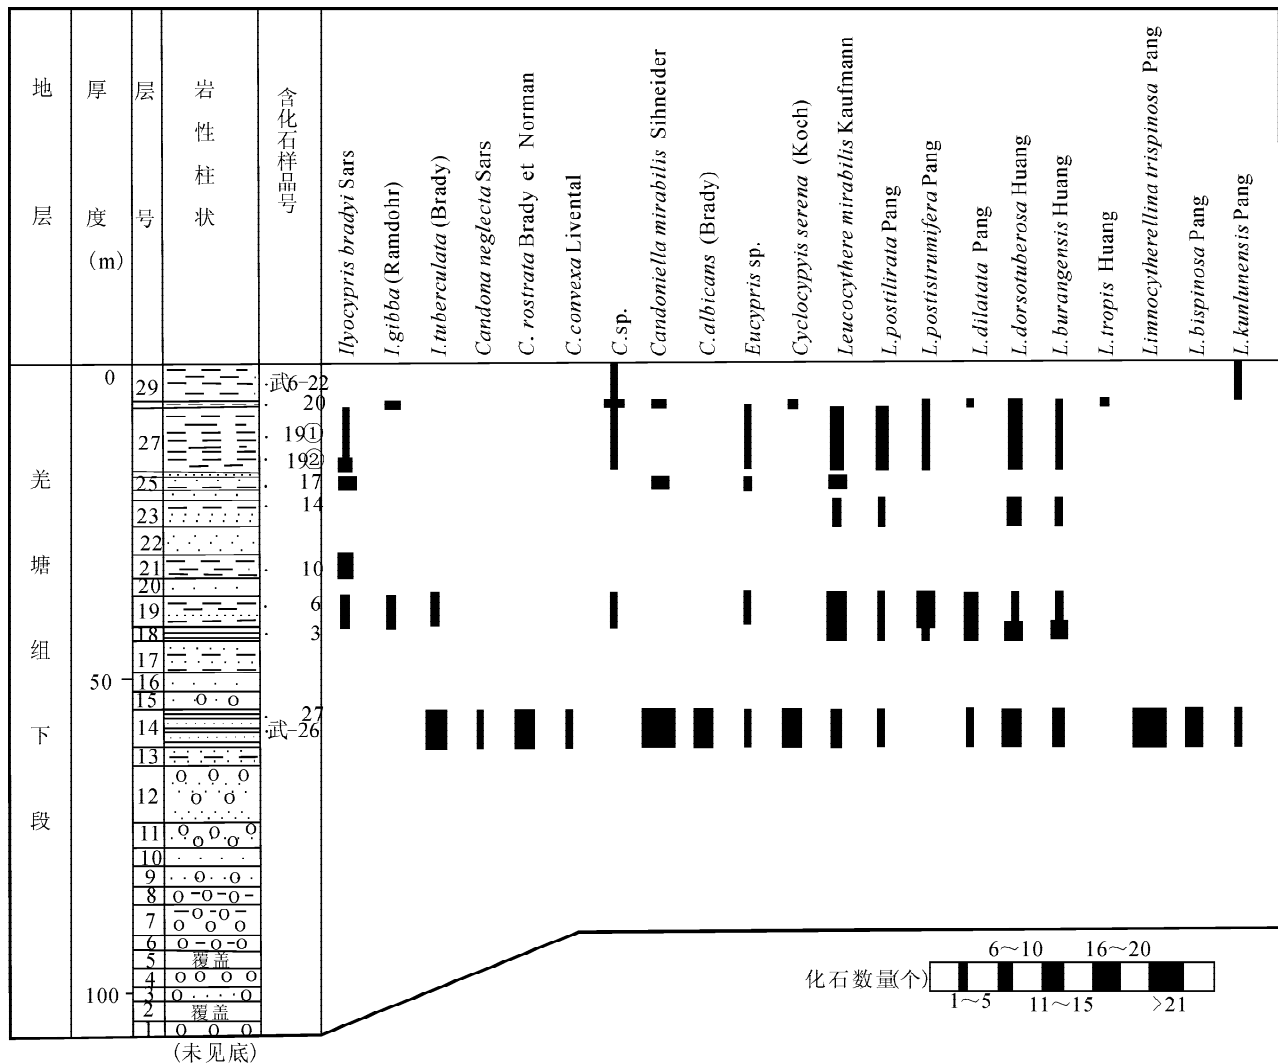 地层
厚度(m)
层号
岩性柱状
含化石样品号
Ilyocypris bradyi Sars
I.gibba (Ramdohr)
I.tuberculata (Brady)
Candona neglecta Sars
C. rostrata Brady et Norman
C.convexa Livental
C.sp.
Candoniella mirabilis Sihneider
C.albicans (Brady)
Eucypris sp.
Cyclocypyis serena (Koch)
Leucocythere mirabilis Kaufmann
L.postilirata Pang
L.postistrumifera Pang
L.dilatata Pang
L.dorsotuberosa Huang
L.burangensis Huang
L.tropis Huang
Limnocytherellina trispinosa Pang
L.bispinosa Pang
L.kunlunensis Pang
羌塘组下段
0
50
100
29
27
25
23
22
21
20
19
18
17
16
15
14
13
12
11
10
9
8
7
6
5
覆盖
4
3
2
覆盖
1
武6-22
20
19①
19②
17
14
10
6
3
27
武-26
(未见底)
化石数量(个)
6～10
16～20
1～5
11～15
>21